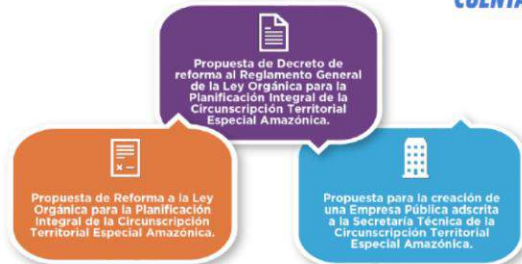 CUENTA
Propuesta de Decreto de
reforma al Reglamento General
de la Ley Orgánica para la
Planificación Integral de la
Circunscripción Territorial
Especial Amazónica.
Propuesta de Reforma a la Ley
Orgánica para la Planificación
Integral de la Circunscripción
Territorial Especial Amazónica.
Propuesta para la creación de
una Empresa Pública adscrita
a la Secretaría Técnica de la
Circunscripción Territorial
Especial Amazónica.